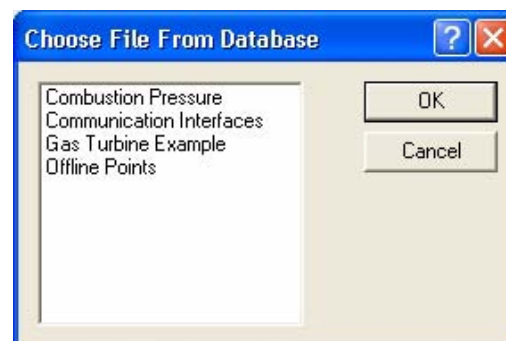 Choose File From Database
Combustion Pressure
Communication Interfaces
Gas Turbine Example
Offline Points
OK
Cancel